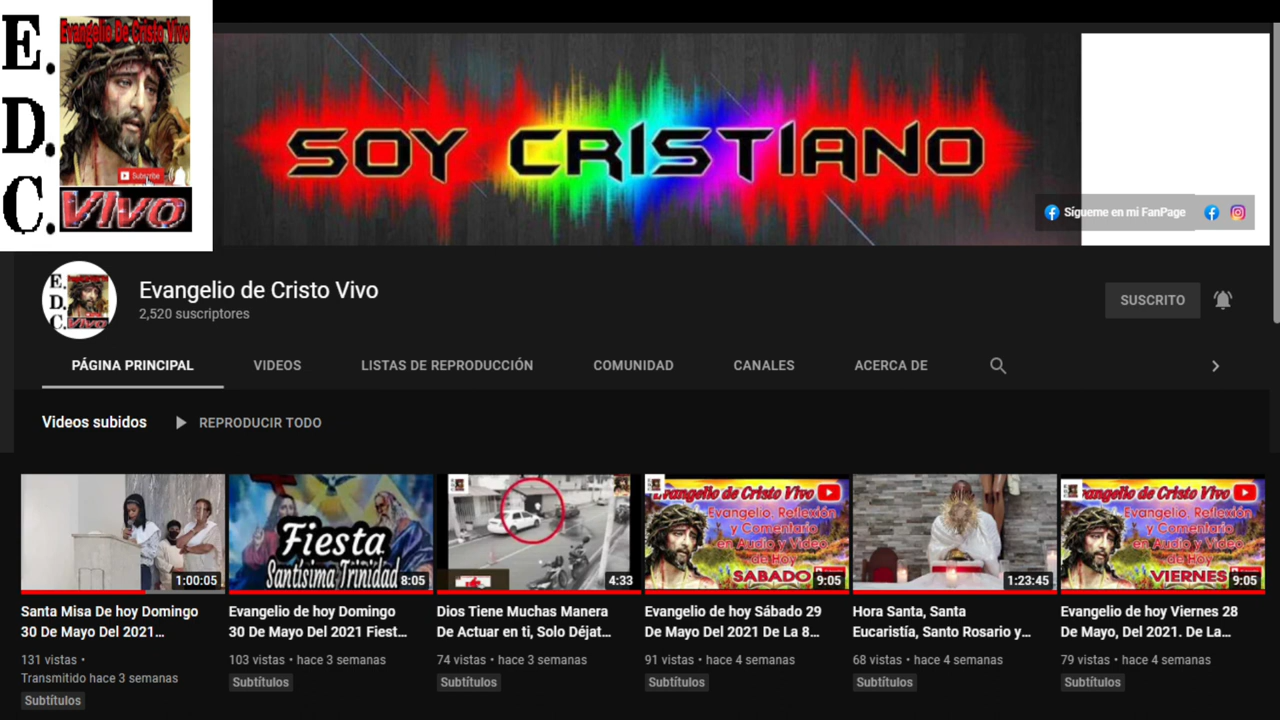 E.
D.
C.
Evangelio De Cristo Vivo
Subscribe
Vivo
SOY CRISTIANO
Sígueme en mi FanPage
E.
D.
C.
Vivo
Evangelio de Cristo Vivo
2,520 suscriptores
SUSCRITO
PÁGINA PRINCIPAL VIDEOS LISTAS DE REPRODUCCIÓN COMUNIDAD CANALES ACERCA DE
Videos subidos REPRODUCIR TODO
1:00:05
Fiesta
Santísima Trinidad
8:05
4:33
Evangelio de Cristo Vivo
Evangelio, Reflexión
y Comentario
en Audio y Video
de Hoy
SABADO
9:05
1:23:45
Evangelio de Cristo Vivo
Evangelio, Reflexión
y Comentario
en Audio y Video
de Hoy
VIERNES
9:05
Santa Misa De hoy Domingo
30 De Mayo Del 2021...
131 vistas •
Transmitido hace 3 semanas
Subtítulos
Evangelio de hoy Domingo
30 De Mayo Del 2021 Fiest...
103 vistas • hace 3 semanas
Subtítulos
Dios Tiene Muchas Manera
De Actuar en ti, Solo Déjat...
74 vistas • hace 3 semanas
Subtítulos
Evangelio de hoy Sábado 29
De Mayo Del 2021 De La 8...
91 vistas • hace 4 semanas
Subtítulos
Hora Santa, Santa
Eucaristía, Santo Rosario y...
68 vistas • hace 4 semanas
Subtítulos
Evangelio de hoy Viernes 28
De Mayo, Del 2021. De La...
79 vistas • hace 4 semanas
Subtítulos